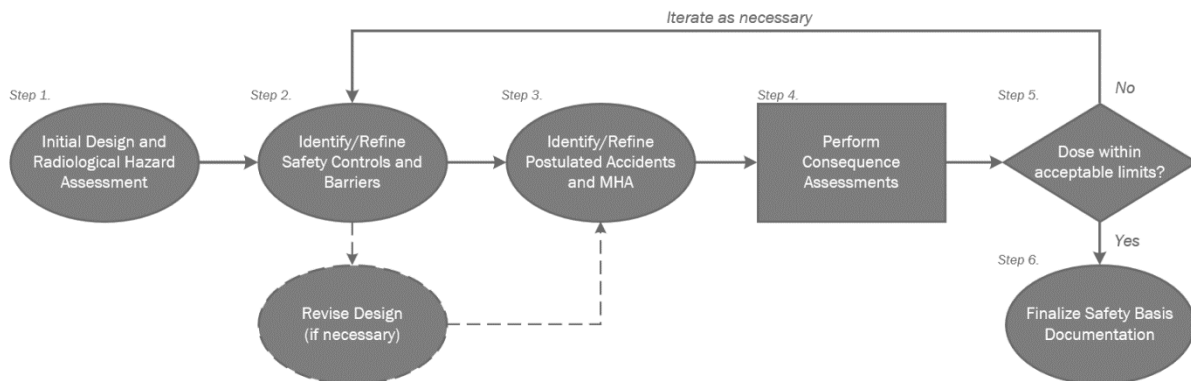 Iterate as necessary
Step 1.
Initial Design and
Radiological Hazard
Assessment
Step 2.
Identify/Refine
Safety Controls and
Barriers
Step 3.
Identify/Refine
Postulated Accidents
and MHA
Step 4.
Perform
Consequence
Assessments
Step 5.
Dose within
acceptable limits?
No
Yes
Revise Design
(if necessary)
Step 6.
Finalize Safety Basis
Documentation